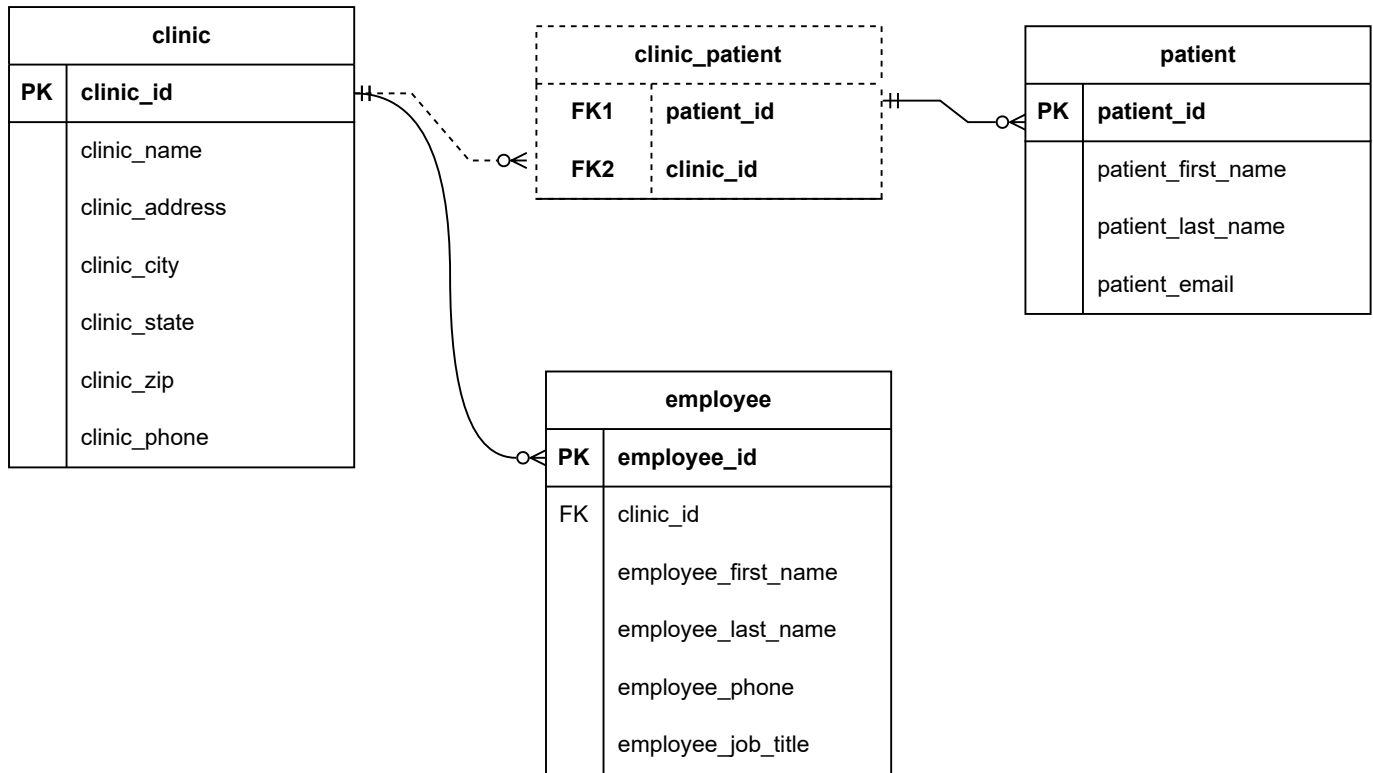 clinic
PK clinic_id
clinic_name
clinic_address
clinic_city
clinic_state
clinic_zip
clinic_phone
clinic_patient
FK1 patient_id
FK2 clinic_id
patient
PK patient_id
patient_first_name
patient_last_name
patient_email
employee
PK employee_id
FK clinic_id
employee_first_name
employee_last_name
employee_phone
employee_job_title